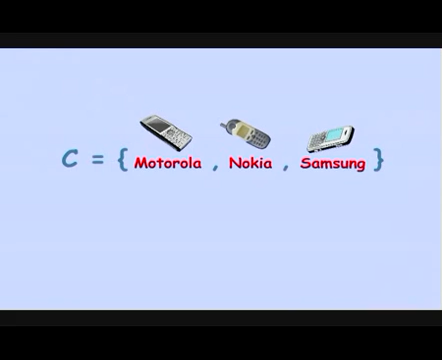 C = { Motorola , Nokia , Samsung }